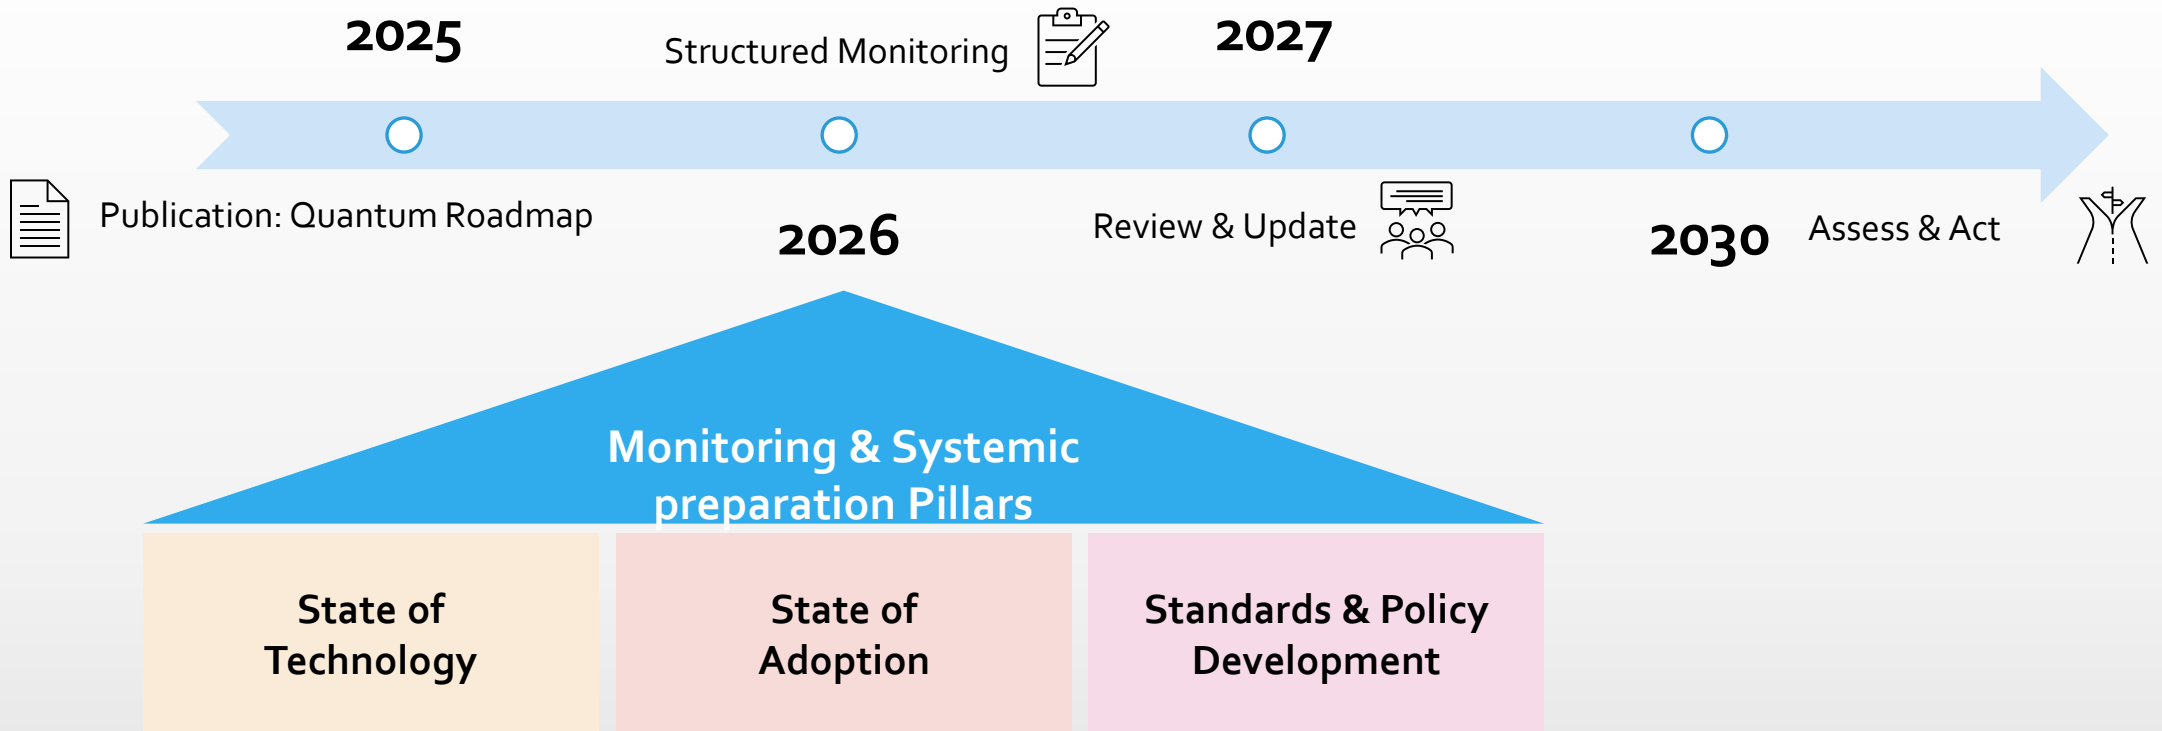 2025
Structured Monitoring
2027
Publication: Quantum Roadmap
2026
Review & Update
2030
Assess & Act
Monitoring & Systemic
preparation Pillars
State of
Technology
State of
Adoption
Standards & Policy
Development